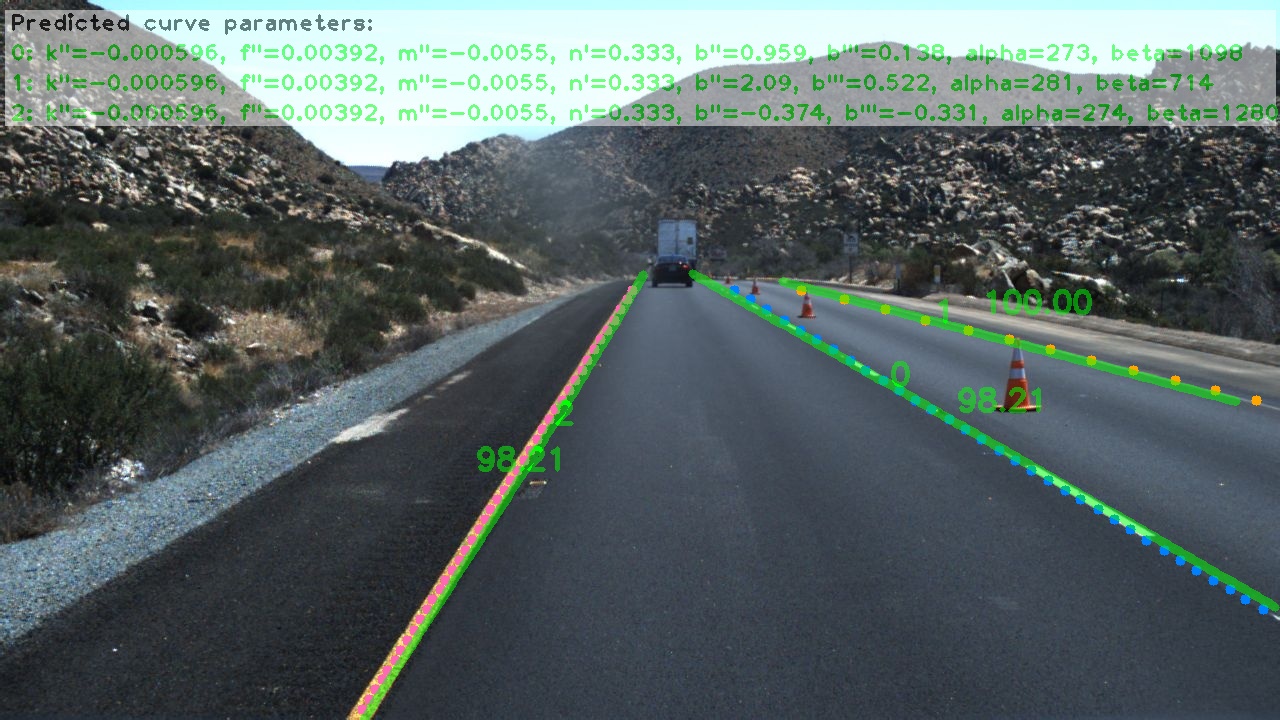 Predicted curve parameters:
0: k''=-0.000596, f''=0.00392, m''=-0.0055, n'=0.333, b''=0.959, b'''=0.138, alpha=273, beta=1098
1: k''=-0.000596, f''=0.00392, m''=-0.0055, n'=0.333, b''=2.09, b'''=0.522, alpha=281, beta=714
2: k''=-0.000596, f''=0.00392, m''=-0.0055, n'=0.333, b''=-0.374, b'''=-0.331, alpha=274, beta=1280
1
100.00
0
98.21
2
98.21